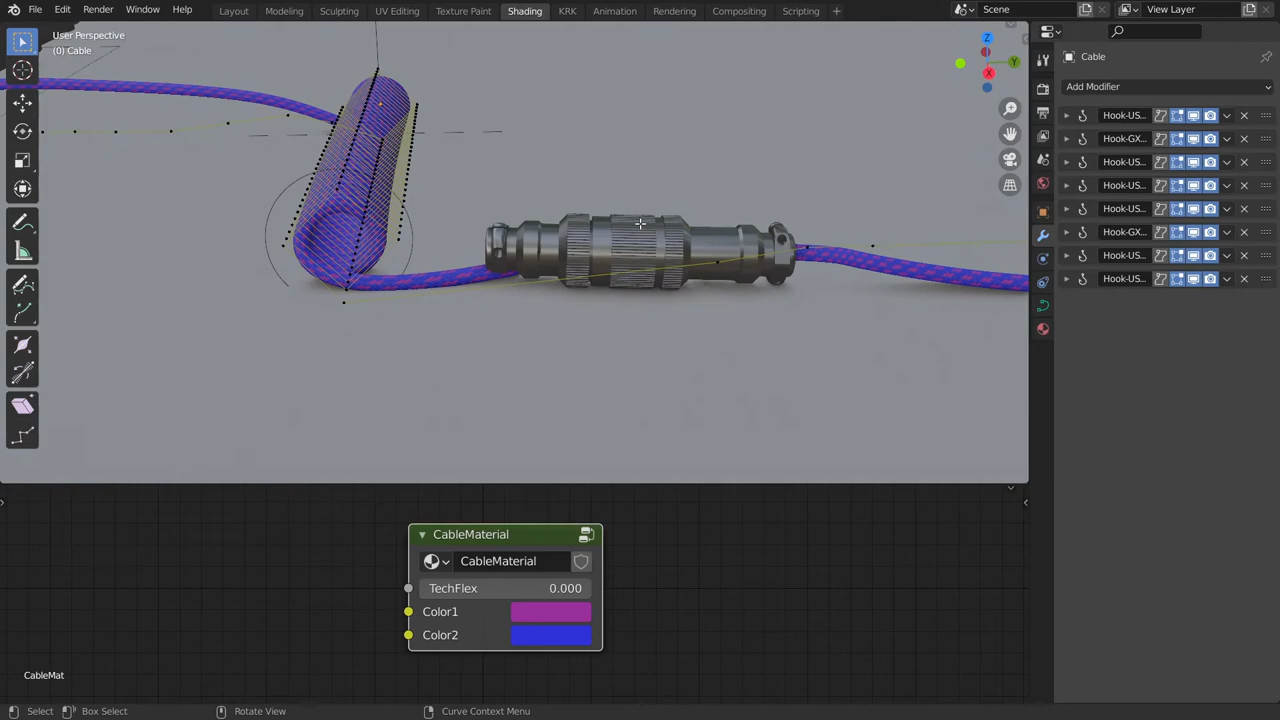 File Edit Render Window Help Layout Modeling Sculpting UV Editing Texture Paint Shading KRK Animation Rendering Compositing Scripting + Scene View Layer
User Perspective
(0) Cable
Z
Y
X
Cable
Add Modifier
Hook-US...
Hook-GX...
Hook-US...
Hook-US...
Hook-US...
Hook-GX...
Hook-US...
Hook-US...
CableMaterial
CableMaterial
TechFlex 0.000
Color1
Color2
CableMat
Select Box Select Rotate View Curve Context Menu